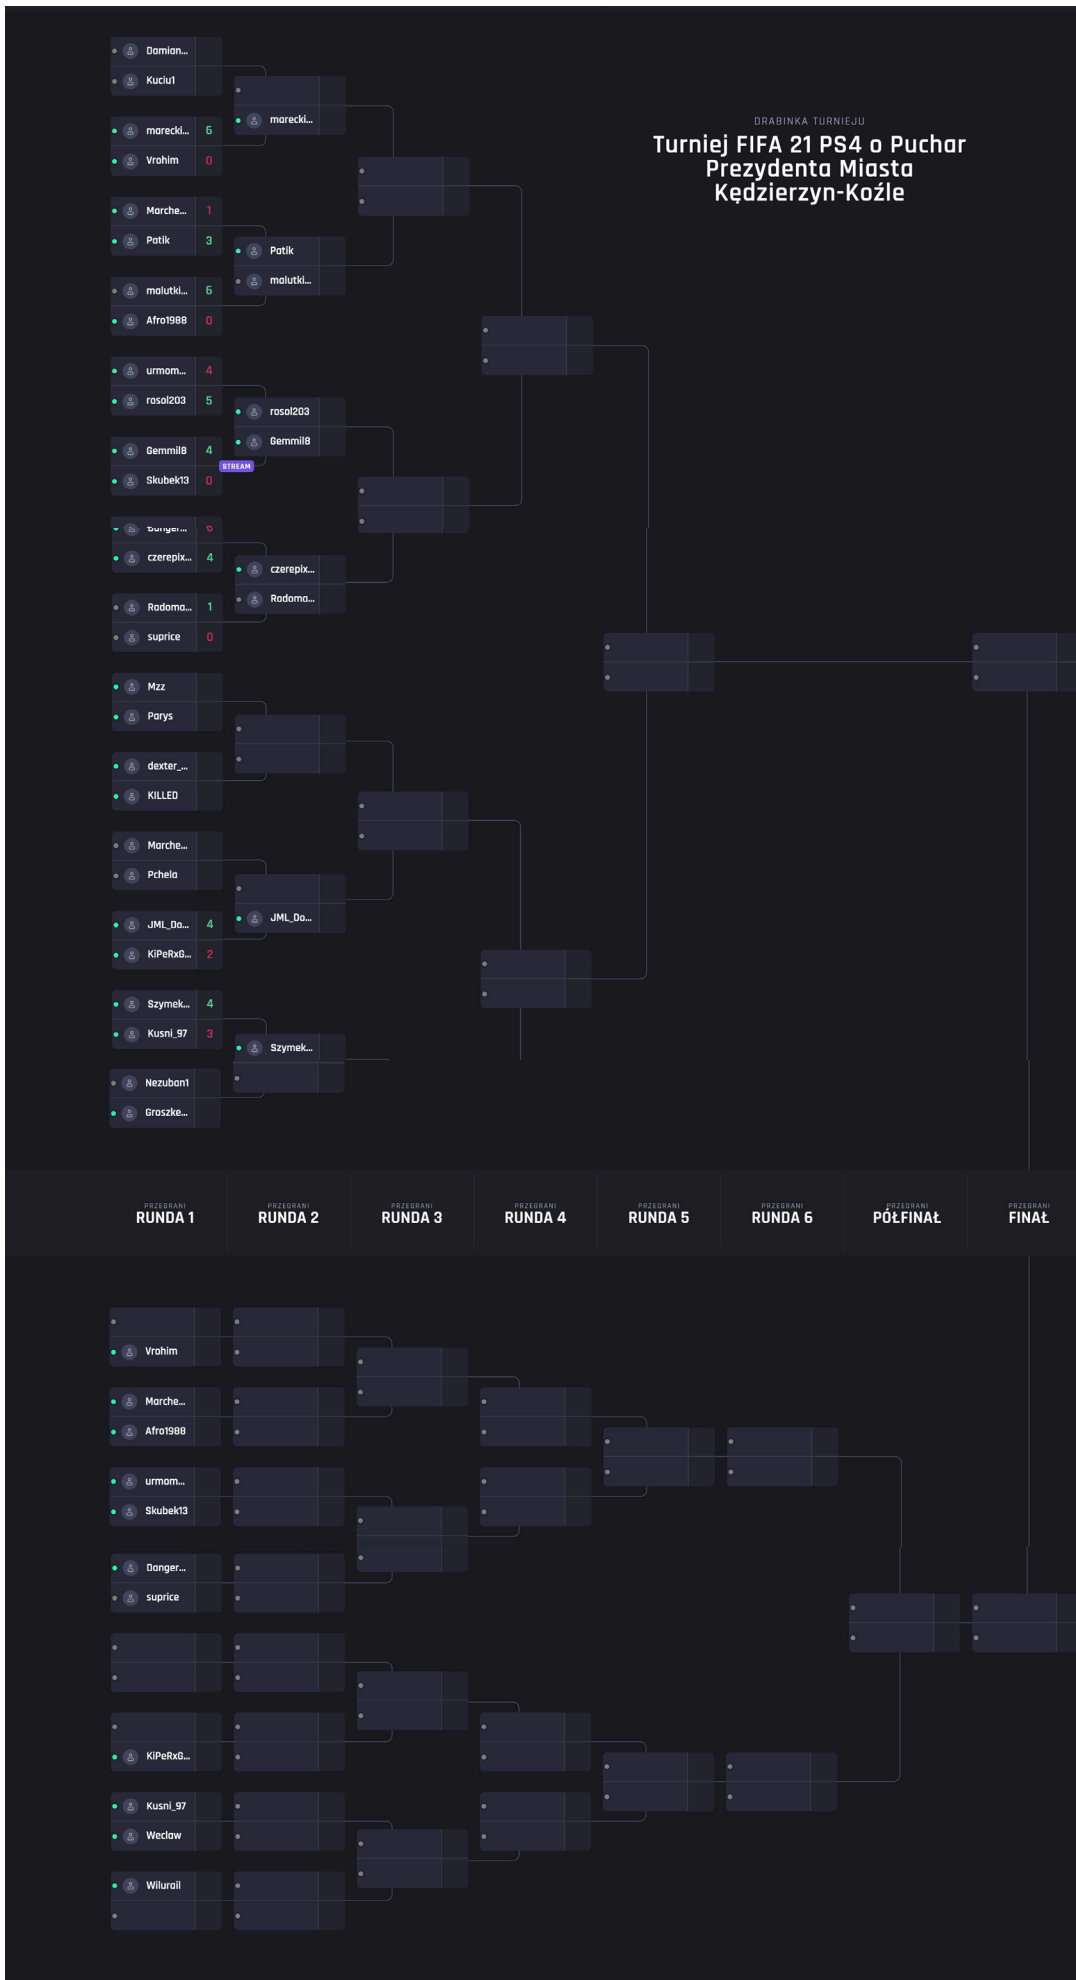 Damian...
Kuciu1
marecki...
DRABINKA TURNIEJU
Turniej FIFA 21 PS4 o Puchar
Prezydenta Miasta
Kędzierzyn-Koźle
marecki... 6
Vrohim 0
Marche... 1
Patik 3
Patik
malutki...
malutki... 6
Afro1988 0
urmom... 4
rosol203 5
rosol203
Gemmil8
Gemmil8 4
STREAM
Skubek13 0
czerepix... 4
czerepix...
Radoma...
Radoma... 1
suprice 0
Mzz
Parys
dexter_...
KILLED
Marche...
Pchela
JML_Do...
JML_Do... 4
KiPeRxG... 2
Szymek... 4
Kusni_97 3
Szymek...
Nezuban1
Groszke...
PRZEGRANI
RUNDA 1
PRZEGRANI
RUNDA 2
PRZEGRANI
RUNDA 3
PRZEGRANI
RUNDA 4
PRZEGRANI
RUNDA 5
PRZEGRANI
RUNDA 6
PRZEGRANI
PÓŁFINAŁ
PRZEGRANI
FINAŁ
Vrohim
Marche...
Afro1988
urmom...
Skubek13
Danger...
suprice
KiPeRxG...
Kusni_97
Weclaw
Wilurail